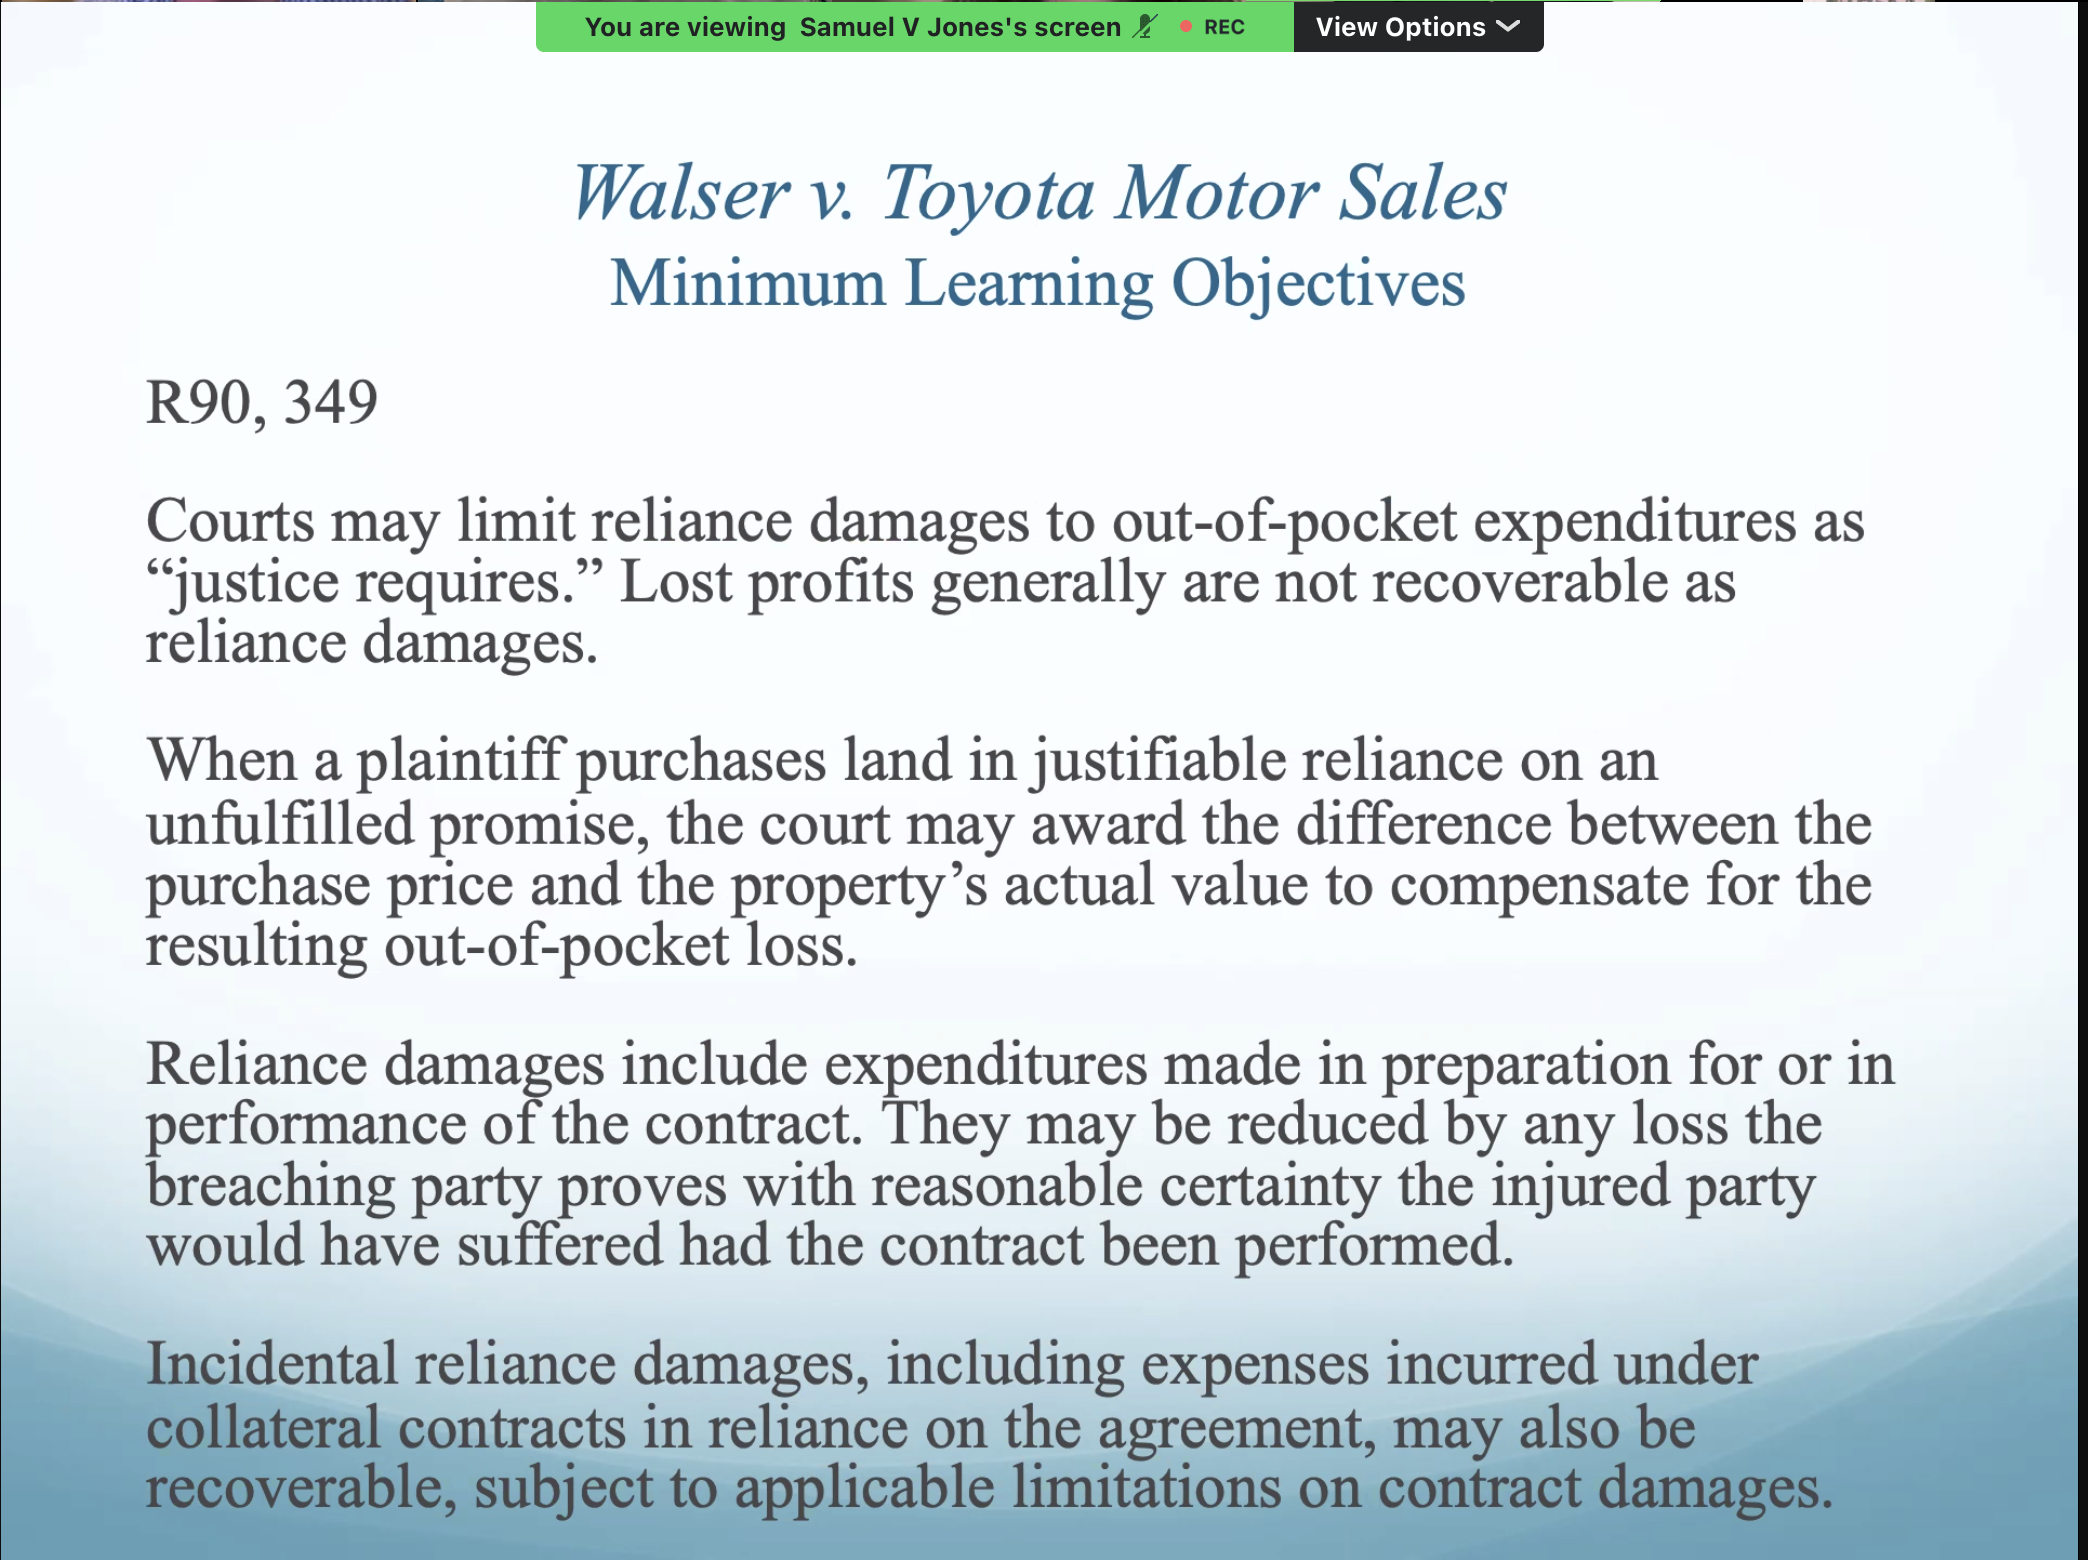 You are viewing Samuel V Jones's screen REC View Options
Walser v. Toyota Motor Sales
Minimum Learning Objectives
R90, 349
Courts may limit reliance damages to out-of-pocket expenditures as
“justice requires.” Lost profits generally are not recoverable as
reliance damages.
When a plaintiff purchases land in justifiable reliance on an
unfulfilled promise, the court may award the difference between the
purchase price and the property’s actual value to compensate for the
resulting out-of-pocket loss.
Reliance damages include expenditures made in preparation for or in
performance of the contract. They may be reduced by any loss the
breaching party proves with reasonable certainty the injured party
would have suffered had the contract been performed.
Incidental reliance damages, including expenses incurred under
collateral contracts in reliance on the agreement, may also be
recoverable, subject to applicable limitations on contract damages.